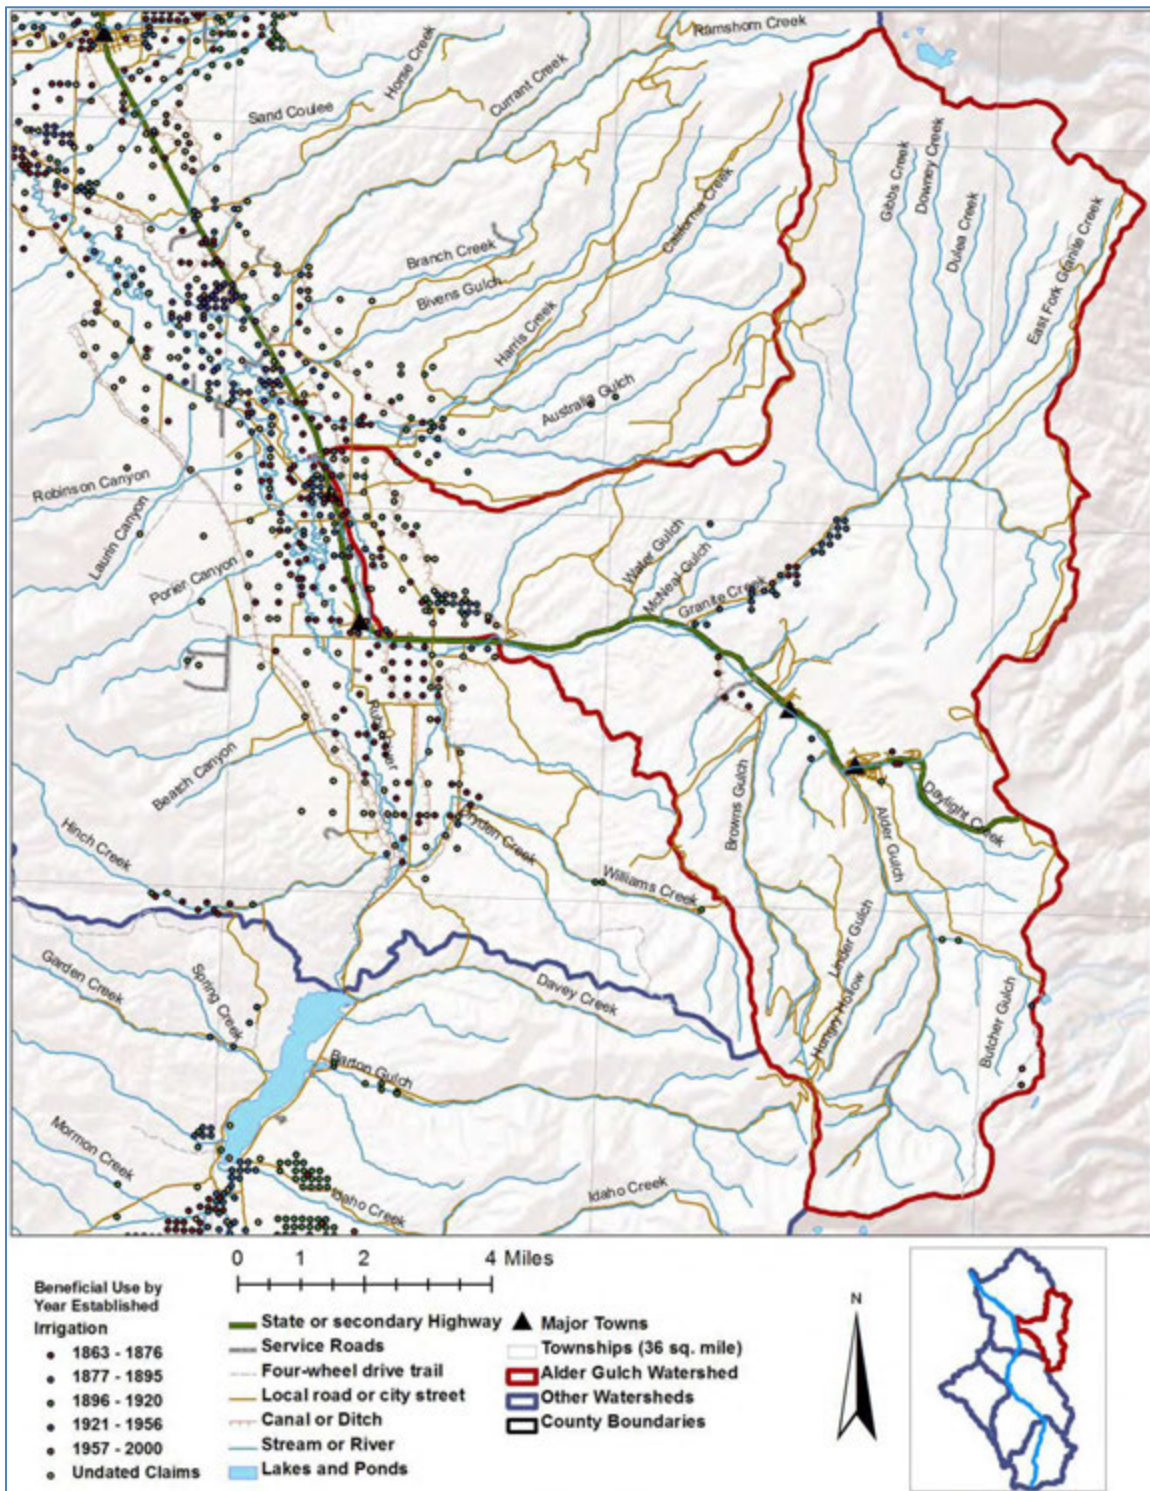 Ramshorn Creek
Horse Creek
Currant Creek
Sand Coulee
California Creek
Gibbs Creek
Downey Creek
Dulea Creek
East Fork Granite Creek
Branch Creek
Bivens Gulch
Harris Creek
Australia Gulch
Robinson Canyon
Laurin Canyon
Porier Canyon
Water Gulch
McNeal Gulch
Granite Creek
Beatch Canyon
Browns Gulch
Daylight Creek
Alder Gulch
Hinch Creek
Dryden Creek
Williams Creek
Linder Gulch
Hungry Hollow
Butcher Gulch
Garden Creek
Spring Creek
Davey Creek
Barton Gulch
Mormon Creek
Idaho Creek
Idaho Creek
0 1 2 4 Miles
Beneficial Use by
Year Established
Irrigation
1863 - 1876
1877 - 1895
1896 - 1920
1921 - 1956
1957 - 2000
Undated Claims
State or secondary Highway
Service Roads
Four-wheel drive trail
Local road or city street
Canal or Ditch
Stream or River
Lakes and Ponds
Major Towns
Townships (36 sq. mile)
Alder Gulch Watershed
Other Watersheds
County Boundaries
N